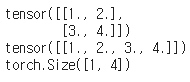 tensor([[1., 2.],
        [3., 4.]])
tensor([[1., 2., 3., 4.]])
torch.Size([1, 4])